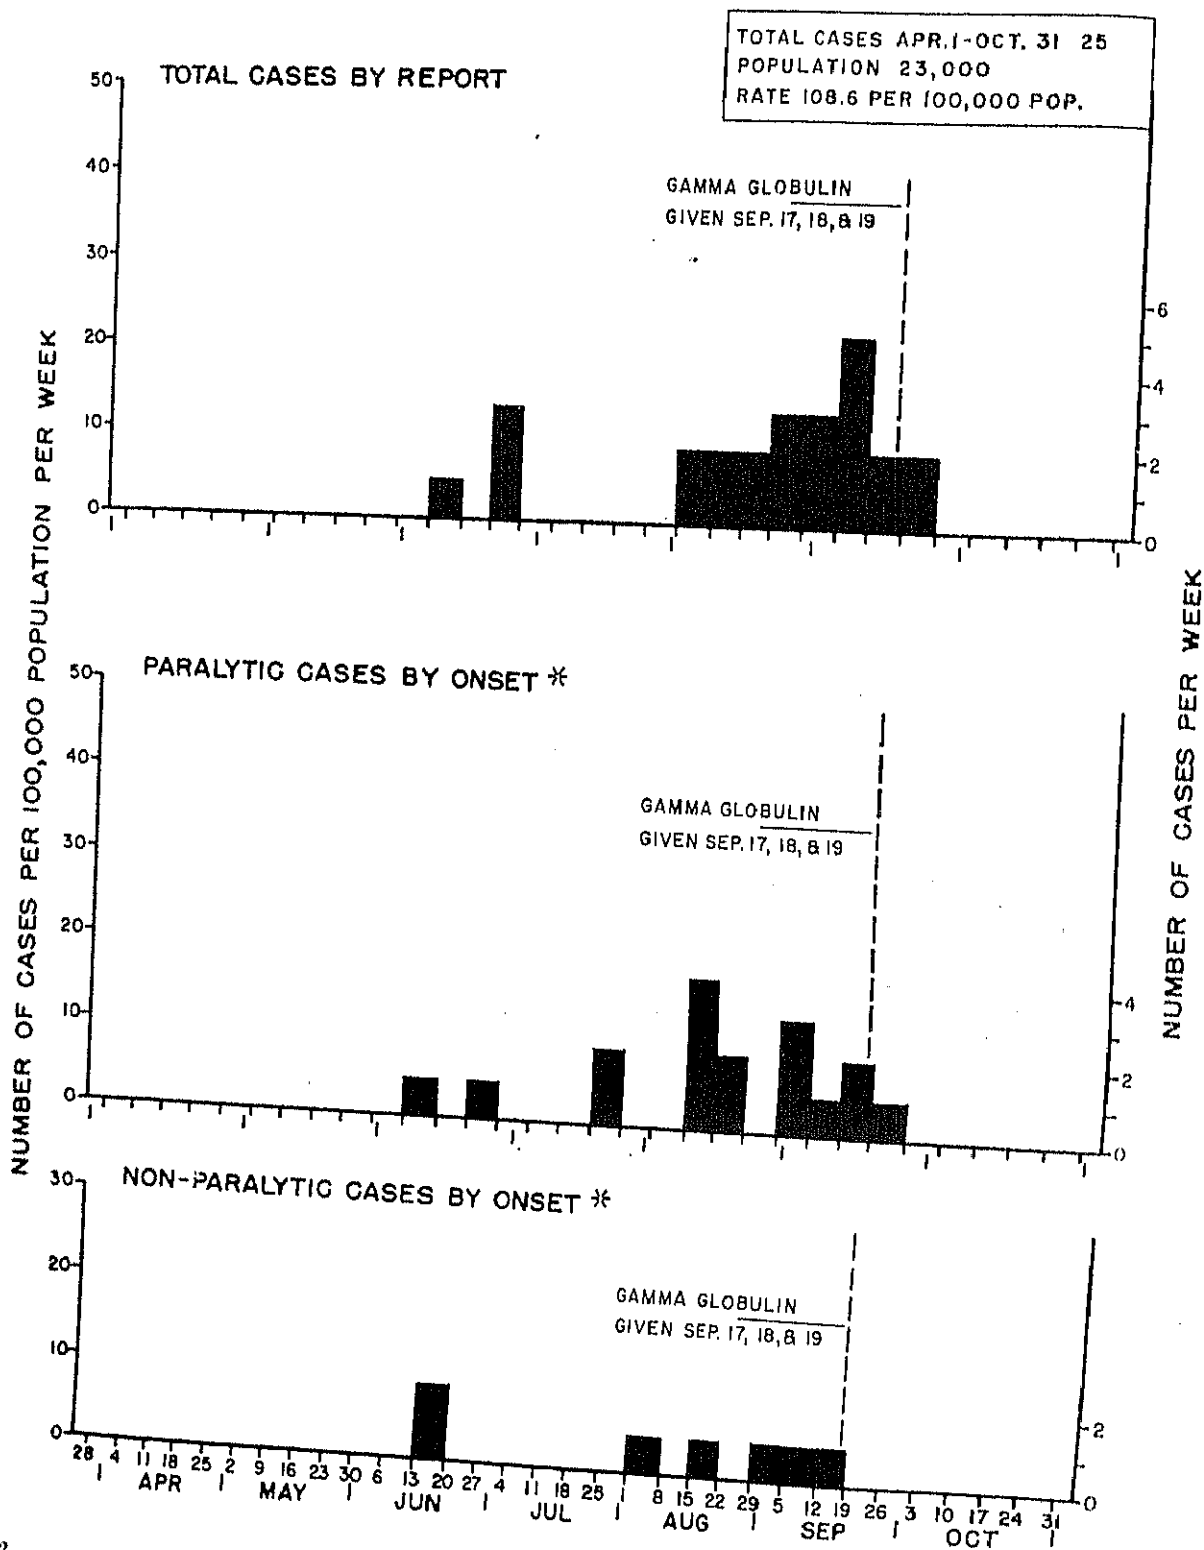 TOTAL CASES APR. 1-OCT. 31 25
POPULATION 23,000
RATE 108.6 PER 100,000 POP.
TOTAL CASES BY REPORT
50
40
30
20
10
0
GAMMA GLOBULIN
GIVEN SEP. 17, 18, & 19
6
4
2
0
NUMBER OF CASES PER 100,000 POPULATION PER WEEK
NUMBER OF CASES PER WEEK
PARALYTIC CASES BY ONSET *
50
40
30
20
10
0
GAMMA GLOBULIN
GIVEN SEP. 17, 18, & 19
4
2
0
NON-PARALYTIC CASES BY ONSET *
30
20
10
0
GAMMA GLOBULIN
GIVEN SEP. 17, 18, & 19
2
0
28 4 11 18 25 2 9 16 23 30 6 13 20 27 4 11 18 25 8 15 22 29 5 12 19 26 3 10 17 24 31
APR MAY JUN JUL AUG SEP OCT